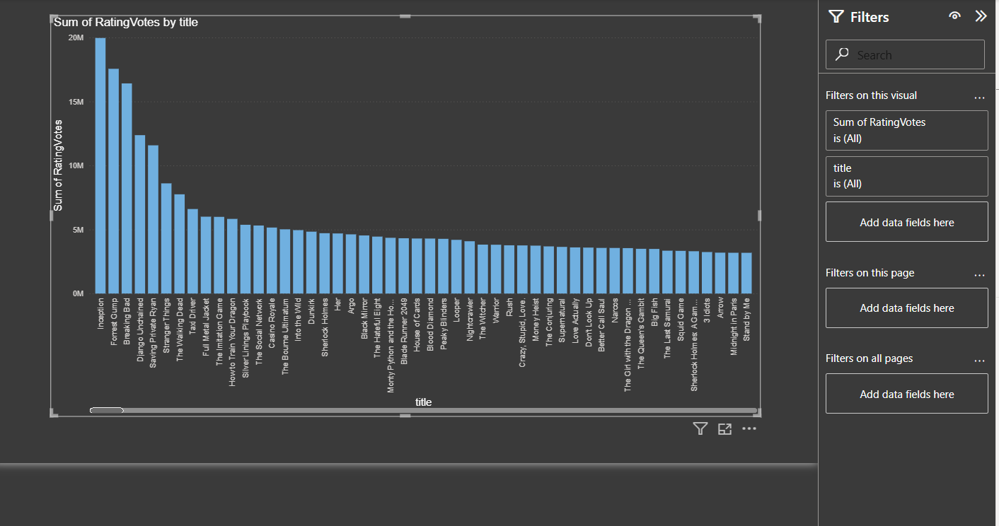 Sum of RatingVotes by title
20M
15M
10M
5M
0M
Sum of RatingVotes
Inception
Forrest Gump
Breaking Bad
Django Unchained
Saving Private Ryan
Stranger Things
The Walking Dead
Taxi Driver
Full Metal Jacket
The Imitation Game
How to Train Your Dragon
Silver Linings Playbook
The Social Network
Casino Royale
The Bourne Ultimatum
Into the Wild
Dunkirk
Sherlock Holmes
Her
Argo
Black Mirror
The Hateful Eight
Monty Python and the Ho...
Blade Runner 2049
House of Cards
Blood Diamond
Peaky Blinders
Looper
Nightcrawler
The Witcher
Warrior
Rush
Crazy, Stupid, Love.
Money Heist
The Conjuring
Supernatural
Love Actually
Don't Look Up
Better Call Saul
Narcos
The Girl with the Dragon ...
The Queen's Gambit
Big Fish
The Last Samurai
Squid Game
Sherlock Holmes: A Gam...
3 Idiots
Arrow
Midnight in Paris
Stand by Me
title
Filters
Search
Filters on this visual
Sum of RatingVotes
is (All)
title
is (All)
Add data fields here
Filters on this page
Add data fields here
Filters on all pages
Add data fields here